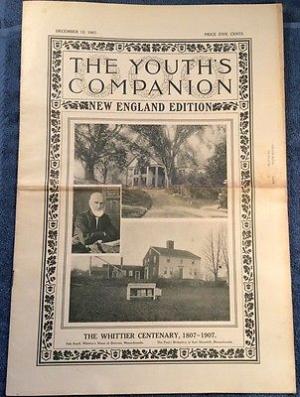 DECEMBER 12, 1907.
PRICE FIVE CENTS.
THE YOUTH'S
COMPANION
NEW ENGLAND EDITION
THE WHITTIER CENTENARY, 1807-1907.